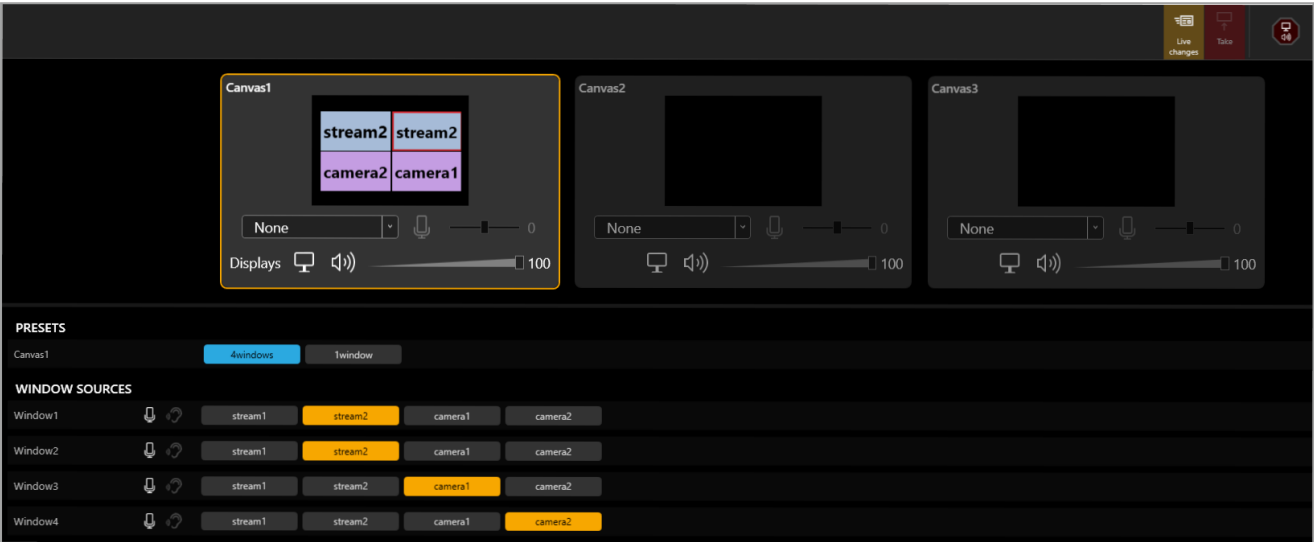 Live changes
Take
Canvas1
Canvas2
Canvas3
stream2 stream2
camera2 camera1
None 0
None 0
None 0
Displays 100
100
100
PRESETS
Canvas1 4windows 1window
WINDOW SOURCES
Window1 stream1 stream2 camera1 camera2
Window2 stream1 stream2 camera1 camera2
Window3 stream1 stream2 camera1 camera2
Window4 stream1 stream2 camera1 camera2